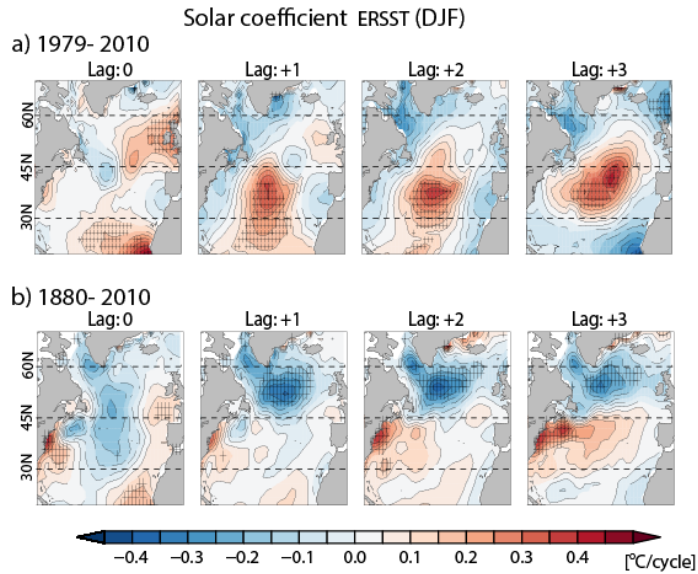 Solar coefficient ERSST (DJF)
a) 1979- 2010
Lag: 0 Lag: +1 Lag: +2 Lag: +3
60N
45N
30N
b) 1880- 2010
Lag: 0 Lag: +1 Lag: +2 Lag: +3
60N
45N
30N
−0.4 −0.3 −0.2 −0.1 0.0 0.1 0.2 0.3 0.4 [°C/cycle]